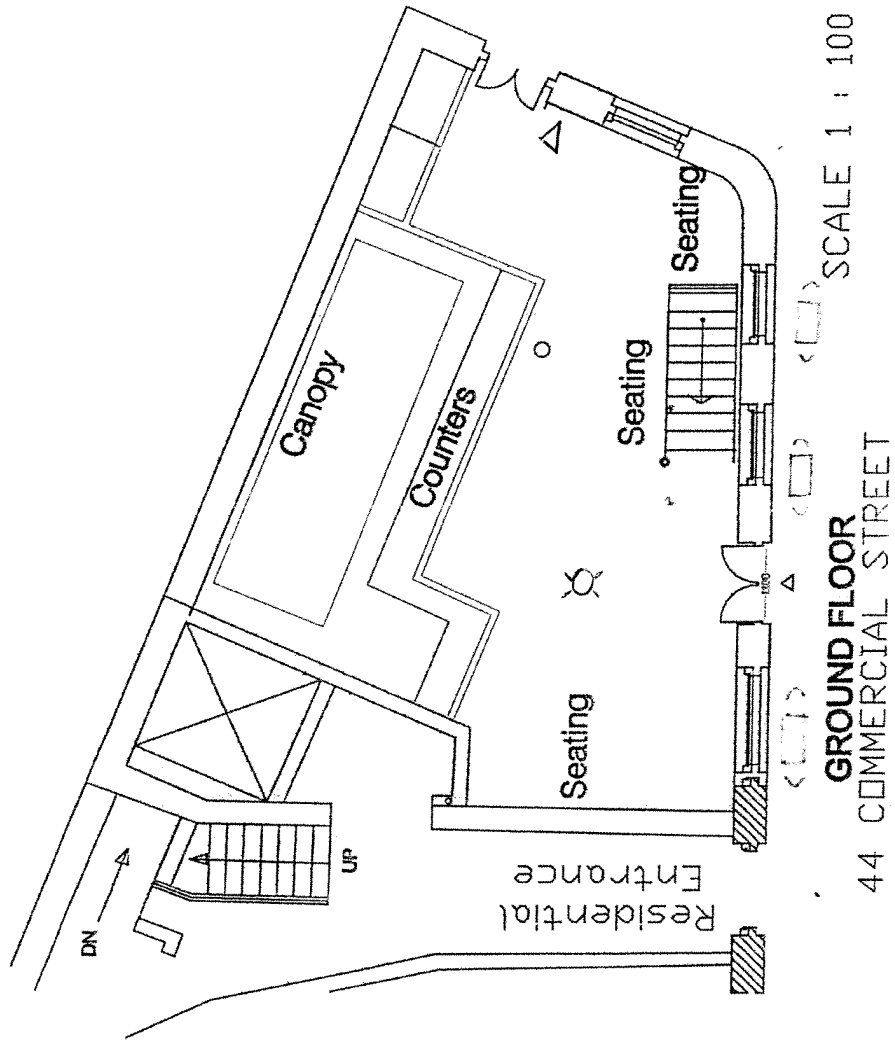 Canopy
Counters
Seating
Seating
Seating
DN
UP
Residential
Entrance
GROUND FLOOR
44 COMMERCIAL STREET
SCALE 1 : 100